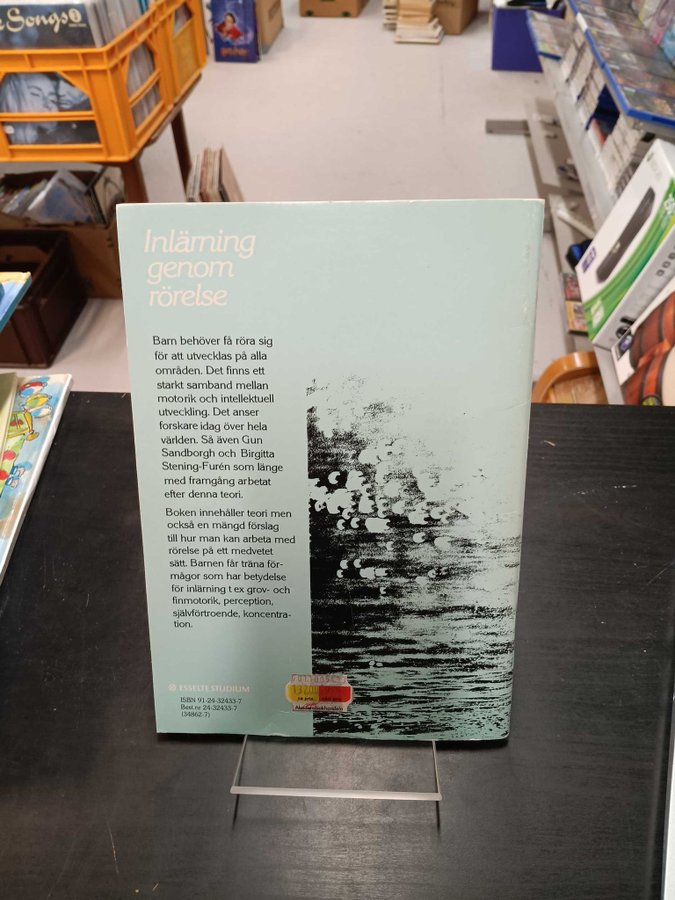 Songs
Inlärning
genom
rörelse
Barn behöver få röra sig
för att utvecklas på alla
områden. Det finns ett
starkt samband mellan
motorik och intellektuell
utveckling. Det anser
forskare idag över hela
världen. Så även Gun
Sandborgh och Birgitta
Stening-Furén som länge
med framgång arbetat
efter denna teori.
Boken innehåller teori men
också en mängd förslag
till hur man kan arbeta med
rörelse på ett medvetet
sätt. Barnen får träna för-
mågor som har betydelse
för inlärning t ex grov- och
finmotorik, perception,
självförtroende, koncentra-
tion.
ESSELTE STUDIUM
ISBN 91-24-32433-7
Best.nr 24-32433-7
(34862-7)